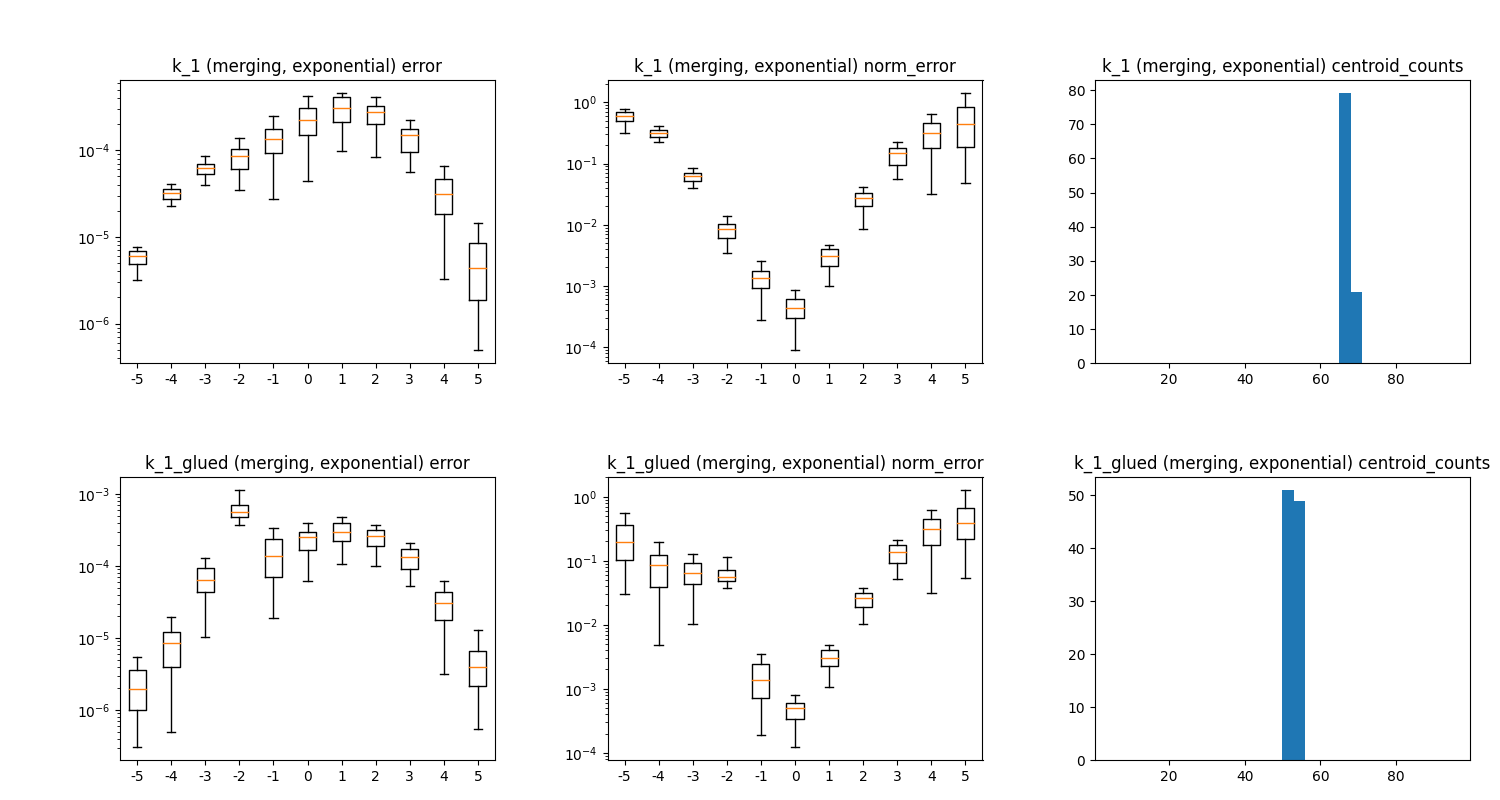 k_1 (merging, exponential) error
10^-4
10^-5
10^-6
-5 -4 -3 -2 -1 0 1 2 3 4 5
k_1 (merging, exponential) norm_error
10^0
10^-1
10^-2
10^-3
10^-4
-5 -4 -3 -2 -1 0 1 2 3 4 5
k_1 (merging, exponential) centroid_counts
80
70
60
50
40
30
20
10
0
20 40 60 80
k_1_glued (merging, exponential) error
10^-3
10^-4
10^-5
10^-6
-5 -4 -3 -2 -1 0 1 2 3 4 5
k_1_glued (merging, exponential) norm_error
10^0
10^-1
10^-2
10^-3
10^-4
-5 -4 -3 -2 -1 0 1 2 3 4 5
k_1_glued (merging, exponential) centroid_counts
50
40
30
20
10
0
20 40 60 80